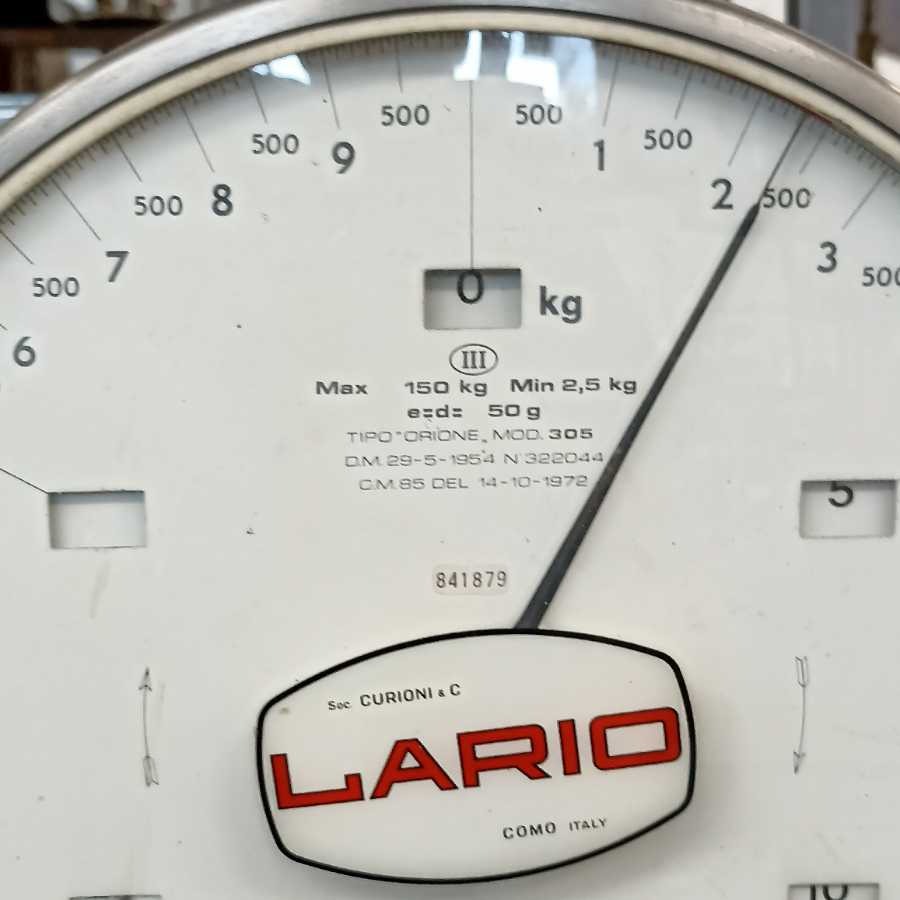 500 500
500 9 1 500
500 8 2 500
7 3 500
500
6
0 kg
III
Max 150 kg Min 2,5 kg
e=d= 50 g
TIPO "ORIONE" MOD. 305
D.M. 29-5-1954 N°322044
C.M. 85 DEL 14-10-1972
5
841879
Soc. CURIONI & C
LARIO
COMO ITALY
10